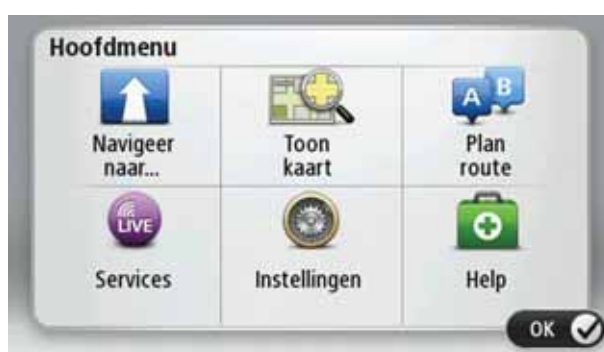 Hoofdmenu
Navigeer
naar...
Toon
kaart
A B
Plan
route
LIVE
Services
Instellingen
Help
OK